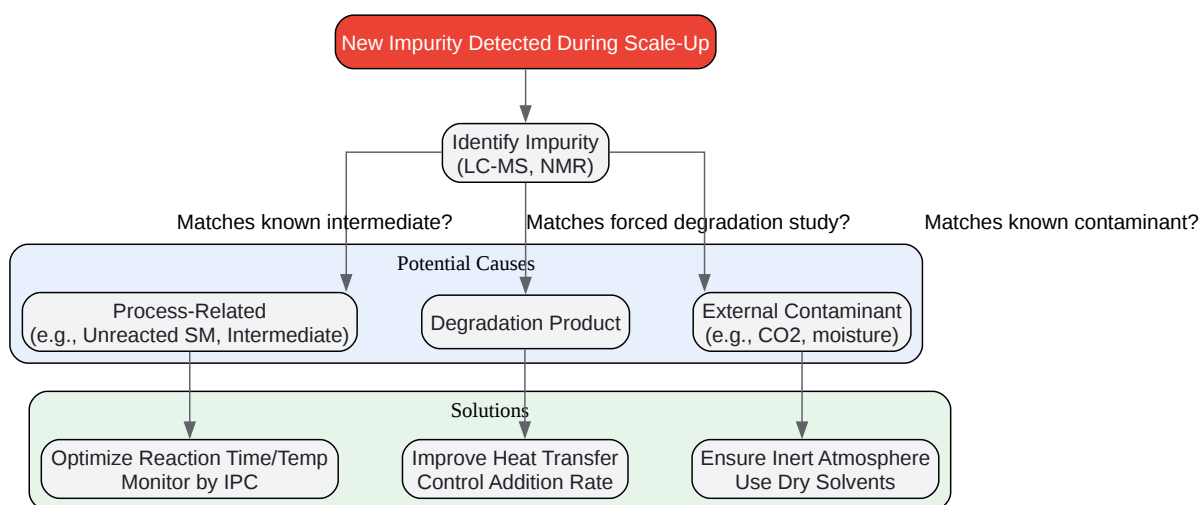 New Impurity Detected During Scale-Up
Identify Impurity
(LC-MS, NMR)
Matches known intermediate?
Matches forced degradation study?
Matches known contaminant?
Potential Causes
Process-Related
(e.g., Unreacted SM, Intermediate)
Degradation Product
External Contaminant
(e.g., CO2, moisture)
Solutions
Optimize Reaction Time/Temp
Monitor by IPC
Improve Heat Transfer
Control Addition Rate
Ensure Inert Atmosphere
Use Dry Solvents